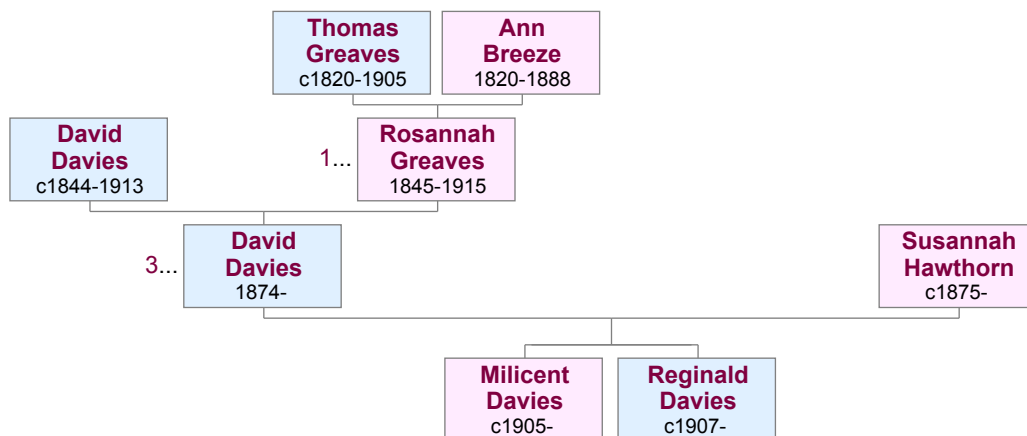 Thomas
Greaves
c1820-1905
Ann
Breeze
1820-1888
David
Davies
c1844-1913
1...
Rosannah
Greaves
1845-1915
3...
David
Davies
1874-
Susannah
Hawthorn
c1875-
Milicent
Davies
c1905-
Reginald
Davies
c1907-